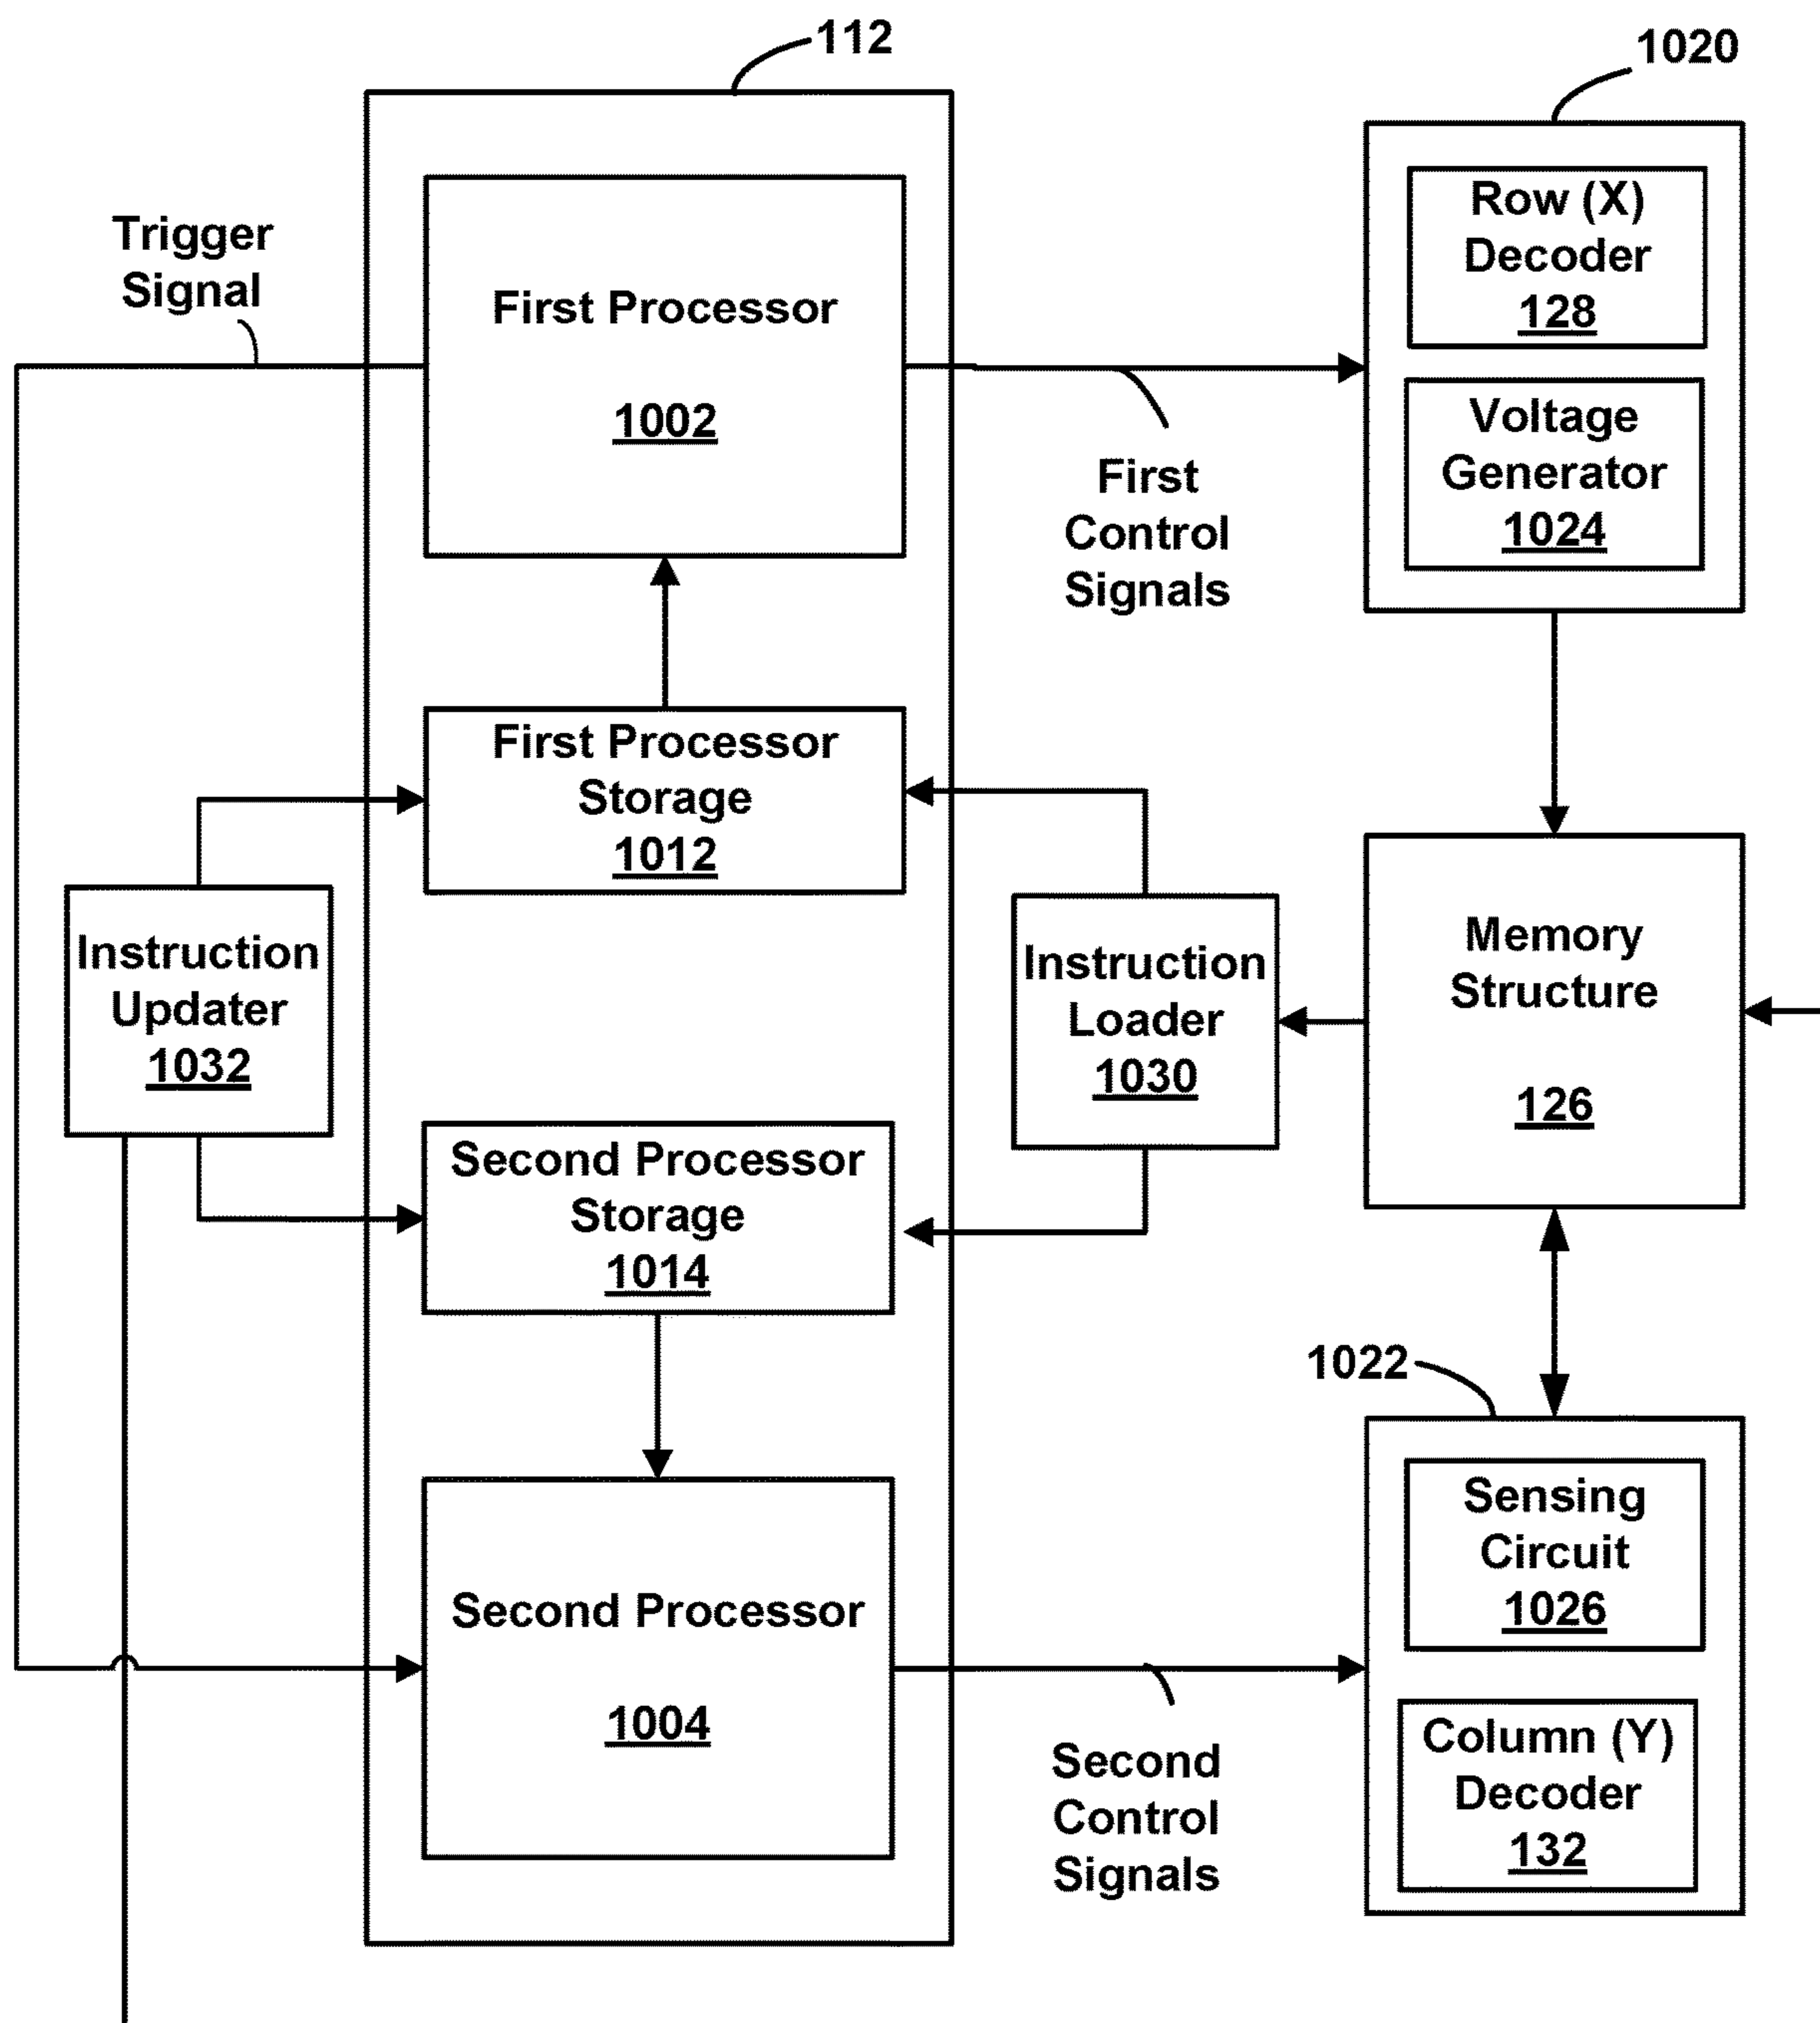 112
1020
Trigger
Signal
First Processor
1002
First
Control
Signals
Row (X)
Decoder
128
Voltage
Generator
1024
First Processor
Storage
1012
Instruction
Updater
1032
Instruction
Loader
1030
Memory
Structure
126
Second Processor
Storage
1014
1022
Second Processor
1004
Second
Control
Signals
Sensing
Circuit
1026
Column (Y)
Decoder
132